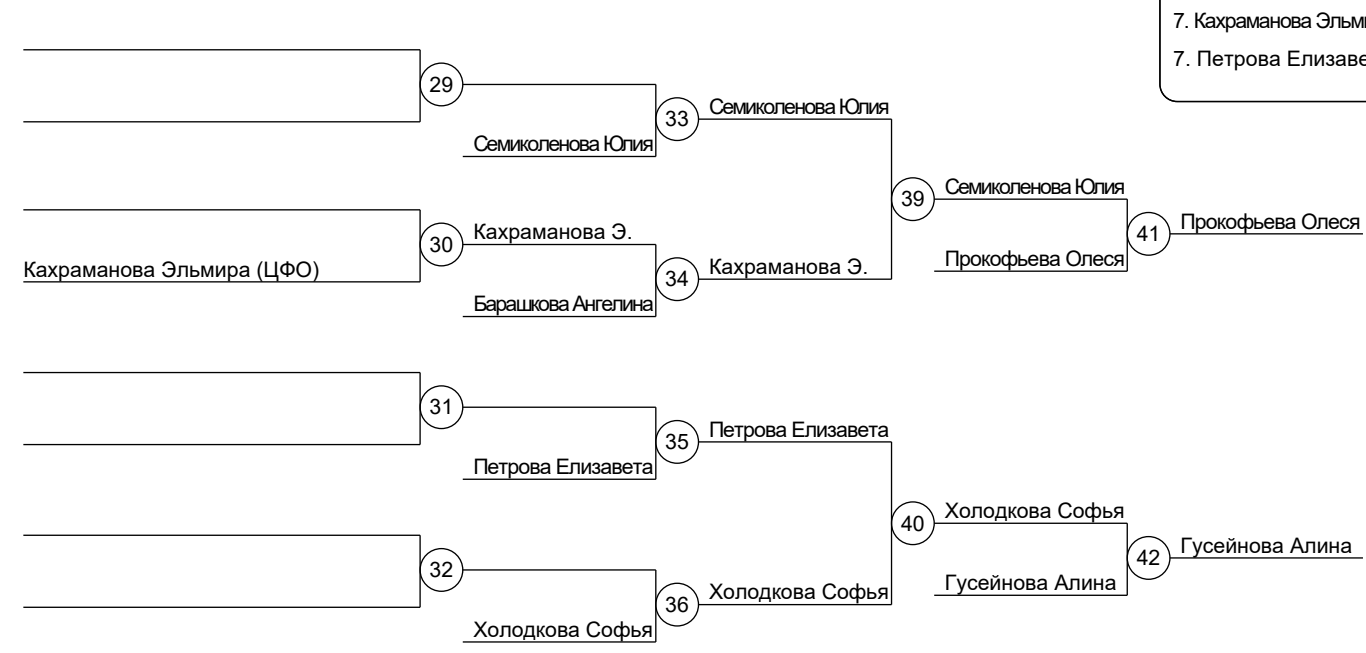 7. Кахраманова Эльми
7. Петрова Елизаве
29
Семиколенова Юлия
33
Семиколенова Юлия
39
Семиколенова Юлия
Прокофьева Олеся
41
Прокофьева Олеся
Кахраманова Эльмира (ЦФО)
30
Кахраманова Э.
Барашкова Ангелина
34
Кахраманова Э.
31
Петрова Елизавета
35
Петрова Елизавета
40
Холодкова Софья
Гусейнова Алина
42
Гусейнова Алина
32
Холодкова Софья
36
Холодкова Софья